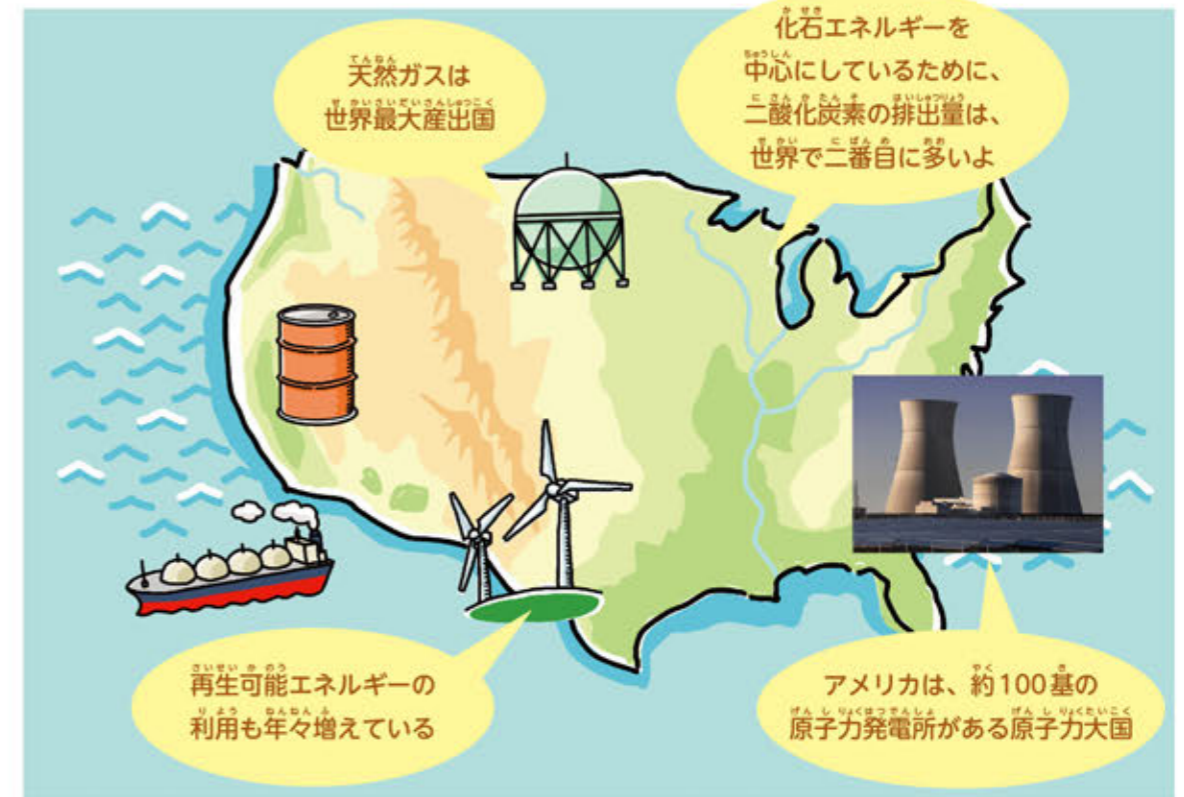 天然ガスは
世界最大産出国
化石エネルギーを
中心にしているために、
二酸化炭素の排出量は、
世界で二番目に多いよ
再生可能エネルギーの
利用も年々増えている
アメリカは、約100基の
原子力発電所がある原子力大国